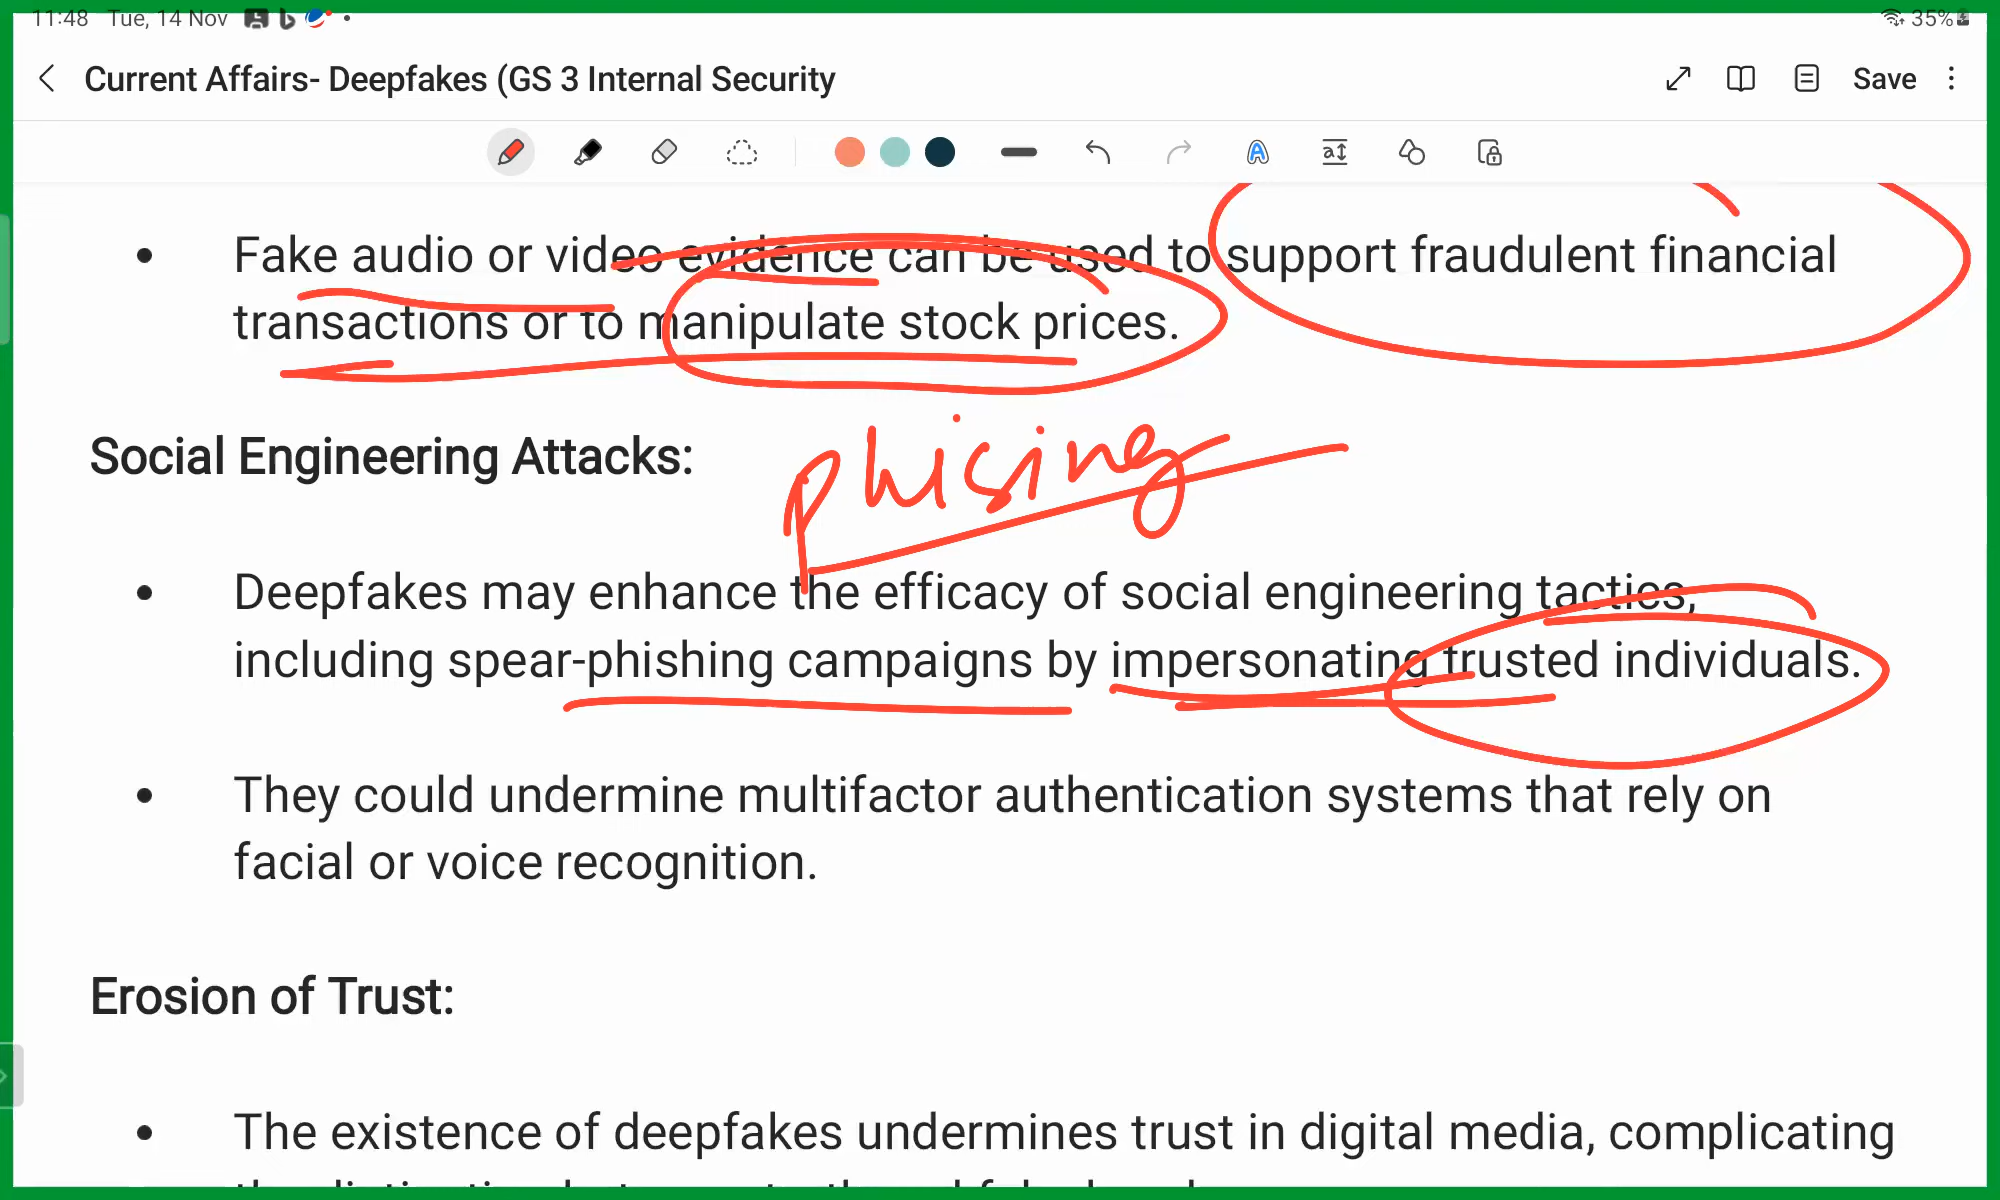 11:48 Tue, 14 Nov
35%
Current Affairs- Deepfakes (GS 3 Internal Security
Save
Fake audio or video evidence can be used to support fraudulent financial
transactions or to manipulate stock prices.
Social Engineering Attacks:
phising
Deepfakes may enhance the efficacy of social engineering tactics,
including spear-phishing campaigns by impersonating trusted individuals.
They could undermine multifactor authentication systems that rely on
facial or voice recognition.
Erosion of Trust:
The existence of deepfakes undermines trust in digital media, complicating